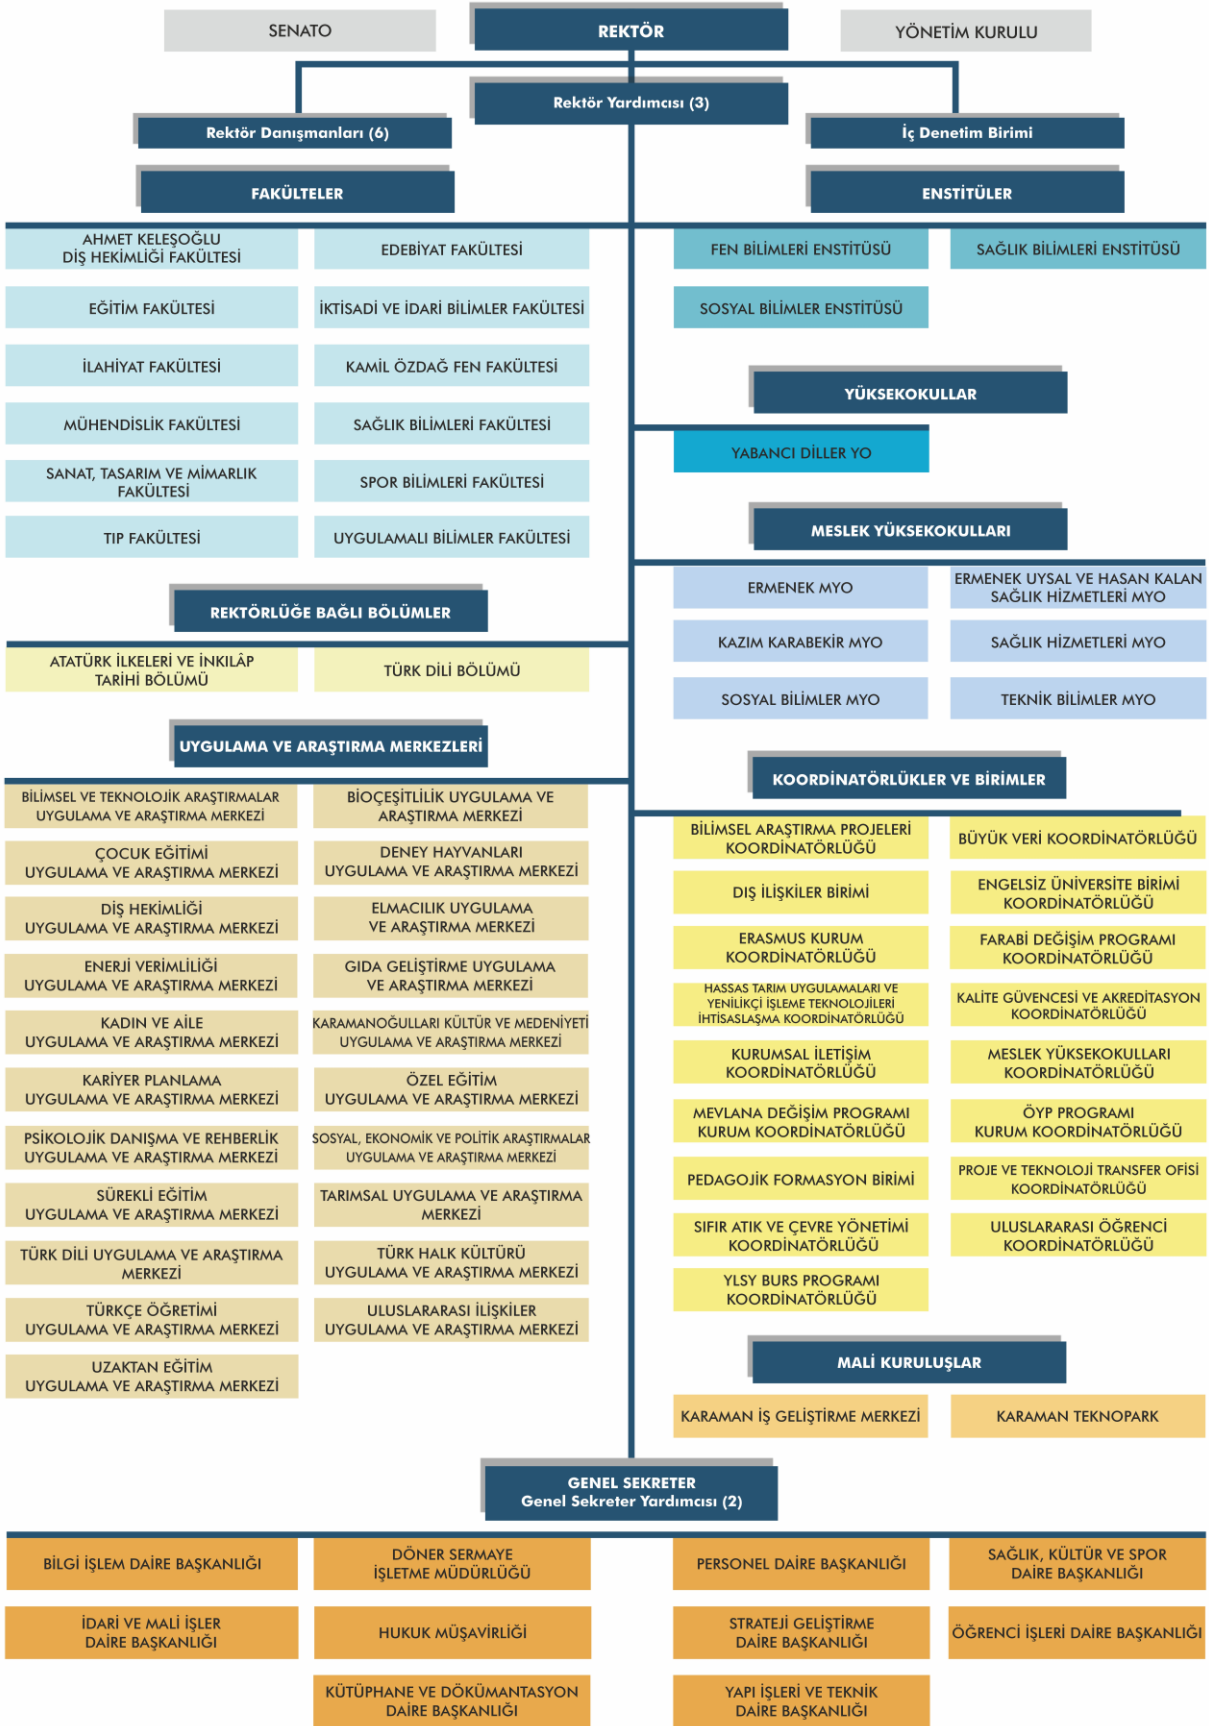 SENATO
REKTÖR
YÖNETİM KURULU
Rektör Yardımcısı (3)
Rektör Danışmanları (6)
İç Denetim Birimi
FAKÜLTELER
AHMET KELEŞOĞLU
DİŞ HEKİMLİĞİ FAKÜLTESİ
EDEBİYAT FAKÜLTESİ
EĞİTİM FAKÜLTESİ
İKTİSADİ VE İDARİ BİLİMLER FAKÜLTESİ
İLAHİYAT FAKÜLTESİ
KAMİL ÖZDAĞ FEN FAKÜLTESİ
MÜHENDİSLİK FAKÜLTESİ
SAĞLIK BİLİMLERİ FAKÜLTESİ
SANAT, TASARIM VE MİMARLIK
FAKÜLTESİ
SPOR BİLİMLERİ FAKÜLTESİ
TIP FAKÜLTESİ
UYGULAMALI BİLİMLER FAKÜLTESİ
ENSTİTÜLER
FEN BİLİMLERİ ENSTİTÜSÜ
SAĞLIK BİLİMLERİ ENSTİTÜSÜ
SOSYAL BİLİMLER ENSTİTÜSÜ
YÜKSEKOKULLAR
YABANCI DİLLER YO
MESLEK YÜKSEKOKULLARI
ERMENEK MYO
ERMENEK UYSAL VE HASAN KALAN
SAĞLIK HİZMETLERİ MYO
KAZIM KARABEKİR MYO
SAĞLIK HİZMETLERİ MYO
SOSYAL BİLİMLER MYO
TEKNİK BİLİMLER MYO
REKTÖRLÜĞE BAĞLI BÖLÜMLER
ATATÜRK İLKELERİ VE İNKILÂP
TARİHİ BÖLÜMÜ
TÜRK DİLİ BÖLÜMÜ
UYGULAMA VE ARAŞTIRMA MERKEZLERİ
BİLİMSEL VE TEKNOLOJİK ARAŞTIRMALAR
UYGULAMA VE ARAŞTIRMA MERKEZİ
BİOÇEŞİTLİLİK UYGULAMA VE
ARAŞTIRMA MERKEZİ
ÇOCUK EĞİTİMİ
UYGULAMA VE ARAŞTIRMA MERKEZİ
DENEY HAYVANLARI
UYGULAMA VE ARAŞTIRMA MERKEZİ
DİŞ HEKİMLİĞİ
UYGULAMA VE ARAŞTIRMA MERKEZİ
ELMACILIK UYGULAMA
VE ARAŞTIRMA MERKEZİ
ENERJİ VERİMLİLİĞİ
UYGULAMA VE ARAŞTIRMA MERKEZİ
GIDA GELİŞTİRME UYGULAMA
VE ARAŞTIRMA MERKEZİ
KADIN VE AİLE
UYGULAMA VE ARAŞTIRMA MERKEZİ
KARAMANOĞULLARI KÜLTÜR VE MEDENİYETİ
UYGULAMA VE ARAŞTIRMA MERKEZİ
KARİYER PLANLAMA
UYGULAMA VE ARAŞTIRMA MERKEZİ
ÖZEL EĞİTİM
UYGULAMA VE ARAŞTIRMA MERKEZİ
PSİKOLOJİK DANIŞMA VE REHBERLİK
UYGULAMA VE ARAŞTIRMA MERKEZİ
SOSYAL, EKONOMİK VE POLİTİK ARAŞTIRMALAR
UYGULAMA VE ARAŞTIRMA MERKEZİ
SÜREKLİ EĞİTİM
UYGULAMA VE ARAŞTIRMA MERKEZİ
TARIMSAL UYGULAMA VE ARAŞTIRMA
MERKEZİ
TÜRK DİLİ UYGULAMA VE ARAŞTIRMA
MERKEZİ
TÜRK HALK KÜLTÜRÜ
UYGULAMA VE ARAŞTIRMA MERKEZİ
TÜRKÇE ÖĞRETİMİ
UYGULAMA VE ARAŞTIRMA MERKEZİ
ULUSLARARASI İLİŞKİLER
UYGULAMA VE ARAŞTIRMA MERKEZİ
UZAKTAN EĞİTİM
UYGULAMA VE ARAŞTIRMA MERKEZİ
KOORDİNATÖRLÜKLER VE BİRİMLER
BİLİMSEL ARAŞTIRMA PROJELERİ
KOORDİNATÖRLÜĞÜ
BÜYÜK VERİ KOORDİNATÖRLÜĞÜ
DIŞ İLİŞKİLER BİRİMİ
ENGELSİZ ÜNİVERSİTE BİRİMİ
KOORDİNATÖRLÜĞÜ
ERASMUS KURUM
KOORDİNATÖRLÜĞÜ
FARABİ DEĞİŞİM PROGRAMI
KOORDİNATÖRLÜĞÜ
HASSAS TARIM UYGULAMALARI VE
YENİLİKÇİ İŞLEME TEKNOLOJİLERİ
İHTİSASLAŞMA KOORDİNATÖRLÜĞÜ
KALİTE GÜVENCESİ VE AKREDİTASYON
KOORDİNATÖRLÜĞÜ
KURUMSAL İLETİŞİM
KOORDİNATÖRLÜĞÜ
MESLEK YÜKSEKOKULLARI
KOORDİNATÖRLÜĞÜ
MEVLANA DEĞİŞİM PROGRAMI
KURUM KOORDİNATÖRLÜĞÜ
ÖYP PROGRAMI
KURUM KOORDİNATÖRLÜĞÜ
PEDAGOJİK FORMASYON BİRİMİ
PROJE VE TEKNOLOJİ TRANSFER OFİSİ
KOORDİNATÖRLÜĞÜ
SIFIR ATIK VE ÇEVRE YÖNETİMİ
KOORDİNATÖRLÜĞÜ
ULUSLARARASI ÖĞRENCİ
KOORDİNATÖRLÜĞÜ
YLSY BURS PROGRAMI
KOORDİNATÖRLÜĞÜ
MALİ KURULUŞLAR
KARAMAN İŞ GELİŞTİRME MERKEZİ
KARAMAN TEKNOPARK
GENEL SEKRETER
Genel Sekreter Yardımcısı (2)
BİLGİ İŞLEM DAİRE BAŞKANLIĞI
DÖNER SERMAYE
İŞLETME MÜDÜRLÜĞÜ
PERSONEL DAİRE BAŞKANLIĞI
SAĞLIK, KÜLTÜR VE SPOR
DAİRE BAŞKANLIĞI
İDARİ VE MALİ İŞLER
DAİRE BAŞKANLIĞI
HUKUK MÜŞAVİRLİĞİ
STRATEJİ GELİŞTİRME
DAİRE BAŞKANLIĞI
ÖĞRENCİ İŞLERİ DAİRE BAŞKANLIĞI
KÜTÜPHANE VE DÖKÜMANTASYON
DAİRE BAŞKANLIĞI
YAPI İŞLERİ VE TEKNİK
DAİRE BAŞKANLIĞI